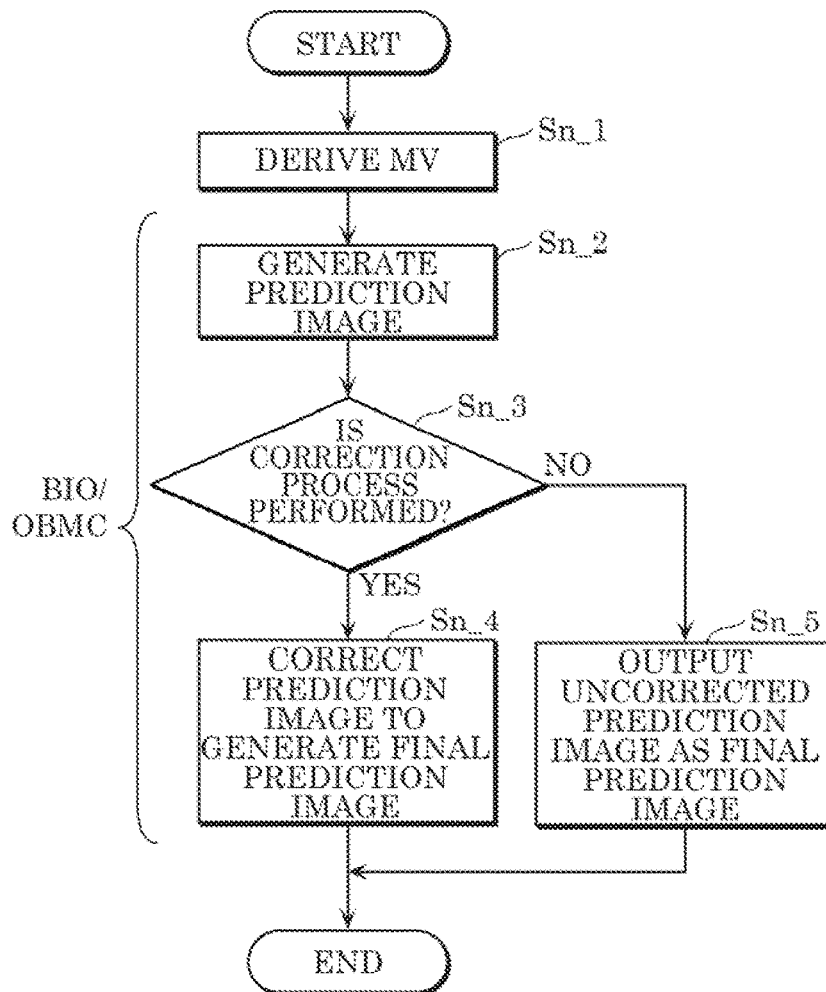 START
Sn_1
DERIVE MV
Sn_2
GENERATE
PREDICTION
IMAGE
Sn_3
IS
CORRECTION
PROCESS
PERFORMED?
NO
BIO/
OBMC
YES
Sn_4
CORRECT
PREDICTION
IMAGE TO
GENERATE FINAL
PREDICTION
IMAGE
Sn_5
OUTPUT
UNCORRECTED
PREDICTION
IMAGE AS FINAL
PREDICTION
IMAGE
END